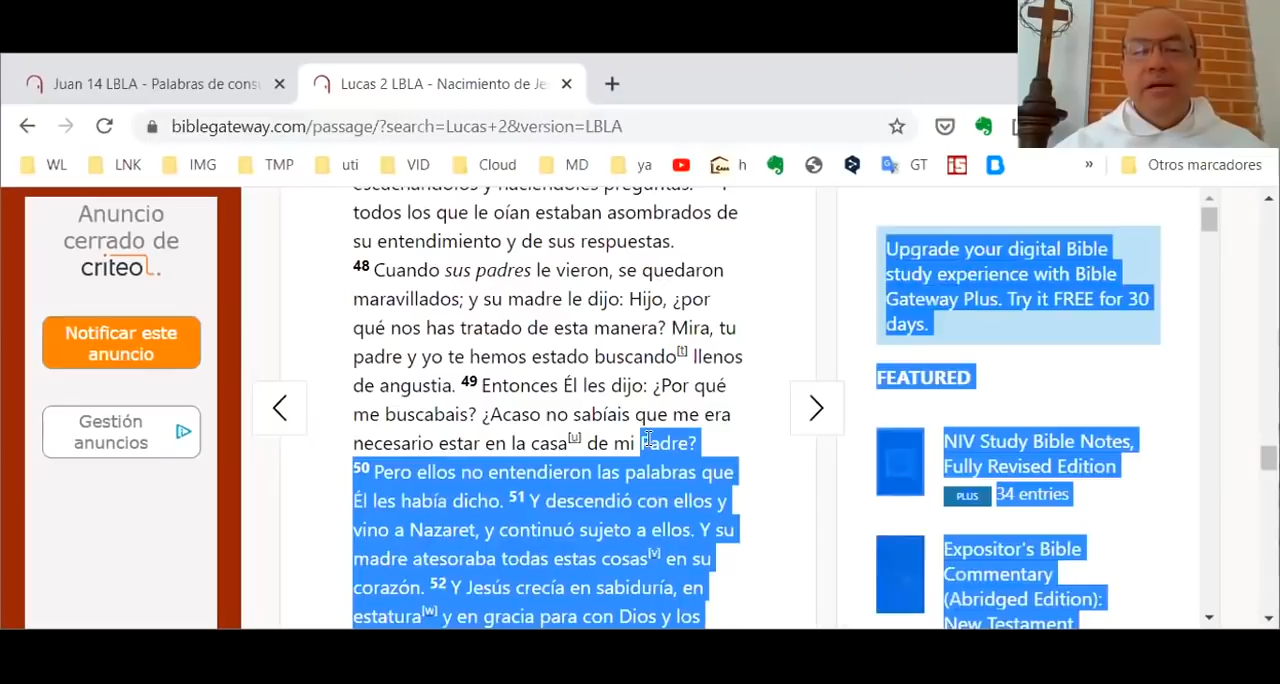 Juan 14 LBLA - Palabras de cons
Lucas 2 LBLA - Nacimiento de Je
biblegateway.com/passage/?search=Lucas+2&version=LBLA
WL LNK IMG TMP uti VID Cloud MD ya h GT Otros marcadores
Anuncio
cerrado de
criteo
Notificar este
anuncio
Gestión
anuncios
escuchándolos y haciéndoles preguntas.
todos los que le oían estaban asombrados de
su entendimiento y de sus respuestas.
48 Cuando sus padres le vieron, se quedaron
maravillados; y su madre le dijo: Hijo, ¿por
qué nos has tratado de esta manera? Mira, tu
padre y yo te hemos estado buscando[t] llenos
de angustia. 49 Entonces Él les dijo: ¿Por qué
me buscabais? ¿Acaso no sabíais que me era
necesario estar en la casa[u] de mi Padre?
50 Pero ellos no entendieron las palabras que
Él les había dicho. 51 Y descendió con ellos y
vino a Nazaret, y continuó sujeto a ellos. Y su
madre atesoraba todas estas cosas[v] en su
corazón. 52 Y Jesús crecía en sabiduría, en
estatura[w] y en gracia para con Dios y los
Upgrade your digital Bible
study experience with Bible
Gateway Plus. Try it FREE for 30
days.
FEATURED
NIV Study Bible Notes,
Fully Revised Edition
PLUS 34 entries
Expositor's Bible
Commentary
(Abridged Edition):
New Testament